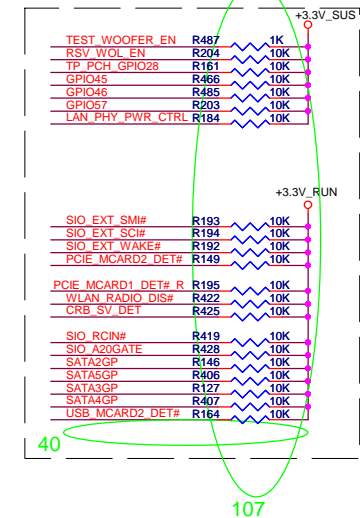 +3.3V_SUS
TEST_WOOFER_EN R487 1K
RSV_WOL_EN R204 10K
TP_PCH_GPIO28 R161 10K
GPIO45 R466 10K
GPIO46 R485 10K
GPIO57 R203 10K
LAN_PHY_PWR_CTRL R184 10K
+3.3V_RUN
SIO_EXT_SMI# R193 10K
SIO_EXT_SCI# R194 10K
SIO_EXT_WAKE# R192 10K
PCIE_MCARD2_DET# R149 10K
PCIE_MCARD1_DET#_R R195 10K
WLAN_RADIO_DIS# R422 10K
CRB_SV_DET R425 10K
SIO_RCIN# R419 10K
SIO_A20GATE R428 10K
SATA2GP R146 10K
SATA5GP R406 10K
SATA3GP R127 10K
SATA4GP R407 10K
USB_MCARD2_DET# R164 10K
40
107